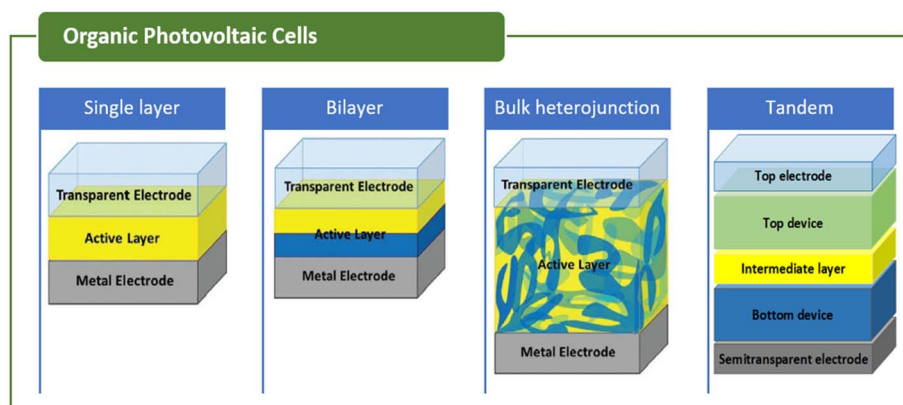 Organic Photovoltaic Cells
Single layer
Transparent Electrode
Active Layer
Metal Electrode
Bilayer
Transparent Electrode
Active Layer
Metal Electrode
Bulk heterojunction
Transparent Electrode
Active Layer
Metal Electrode
Tandem
Top electrode
Top device
Intermediate layer
Bottom device
Semitransparent electrode